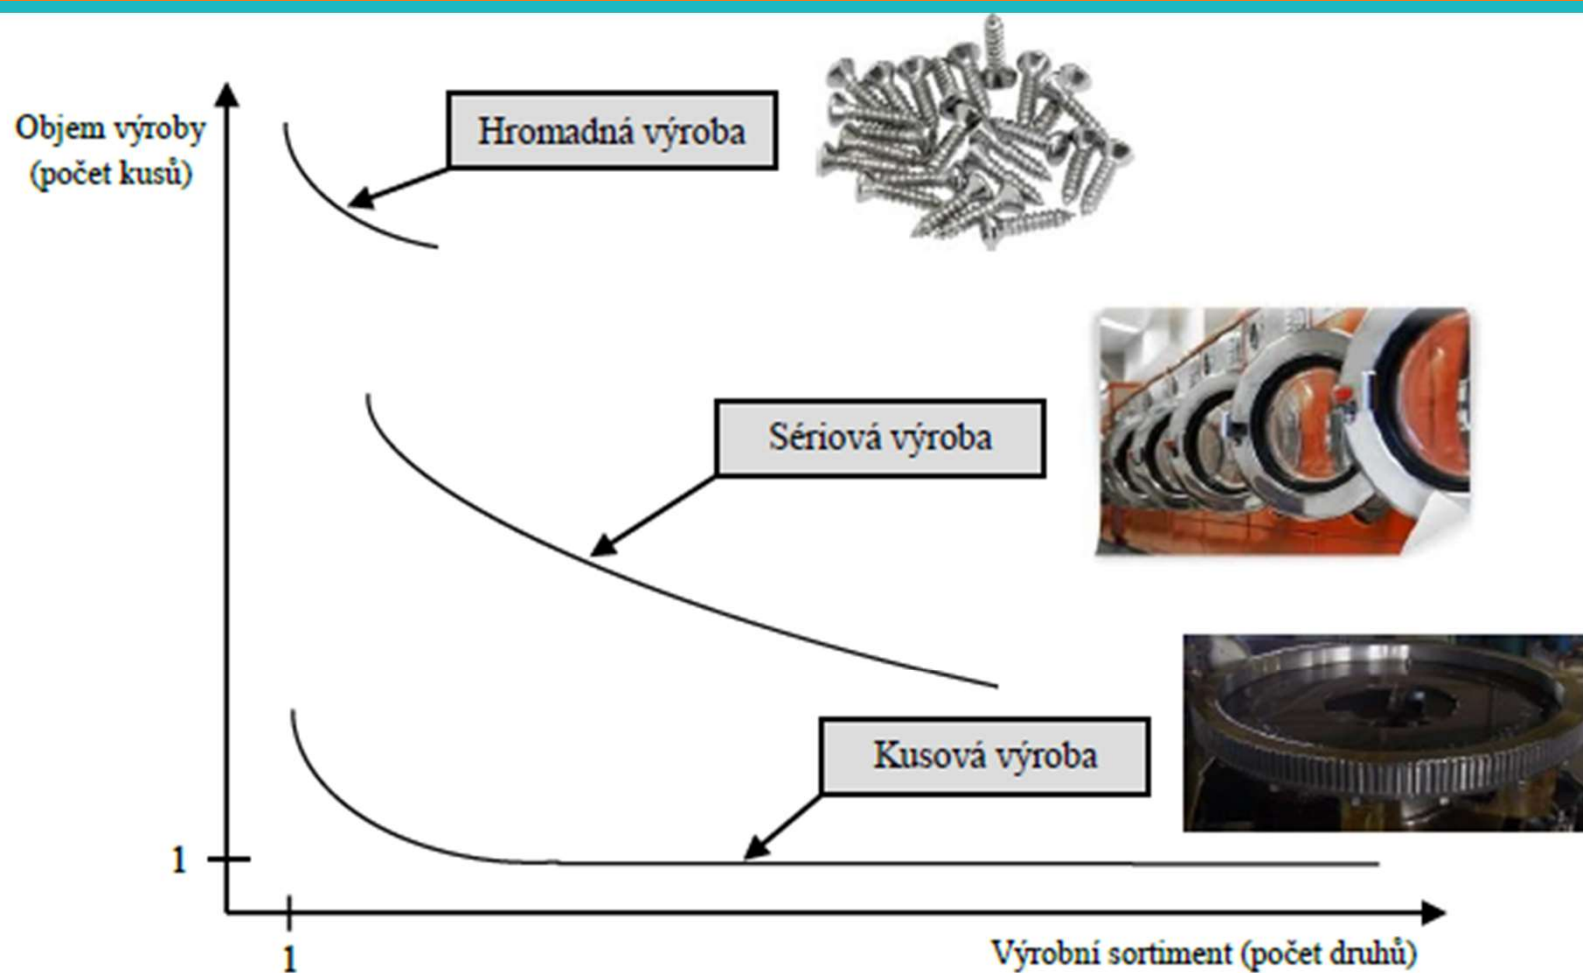 Objem výroby
(počet kusů)
Hromadná výroba
Sériová výroba
Kusová výroba
1
1
Výrobní sortiment (počet druhů)